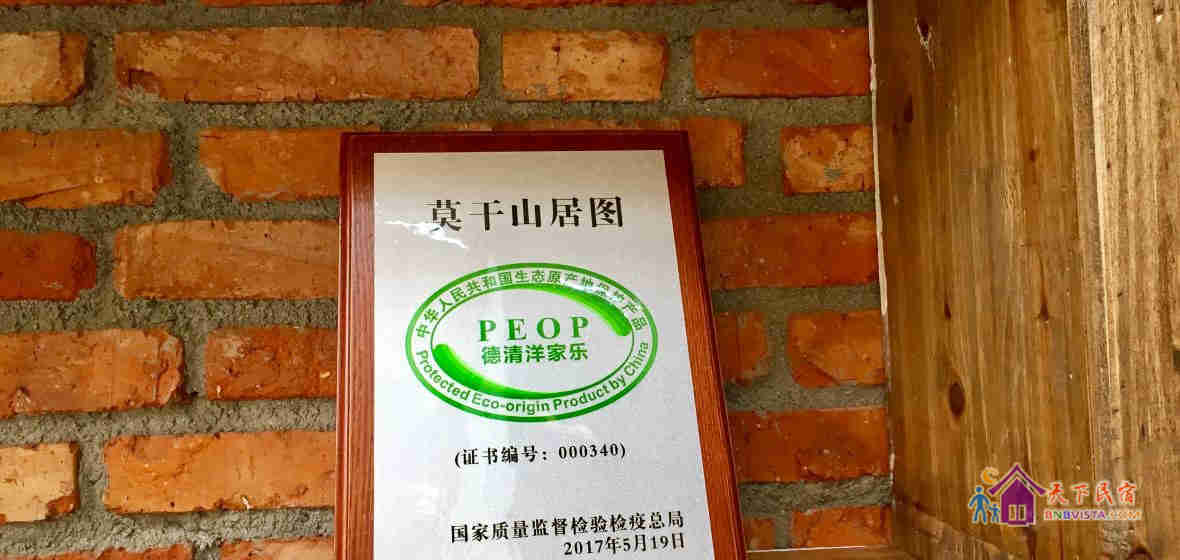 莫干山居图
中华人民共和国生态原产地保护产品
PEOP
德清洋家乐
Protected Eco-origin Product by China
(证书编号：000340)
国家质量监督检验检疫总局
2017年5月19日
天下民宿
BNBVISTA.COM